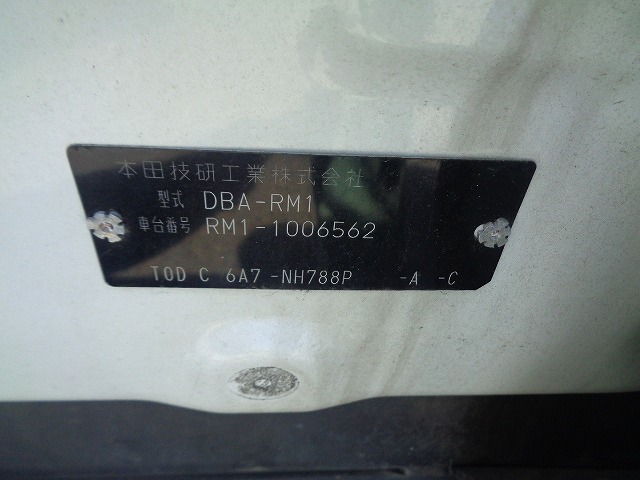 本田技研工業株式会社
型式 DBA-RM1
車台番号 RM1-1006562
TOD C 6A7-NH788P -A -C